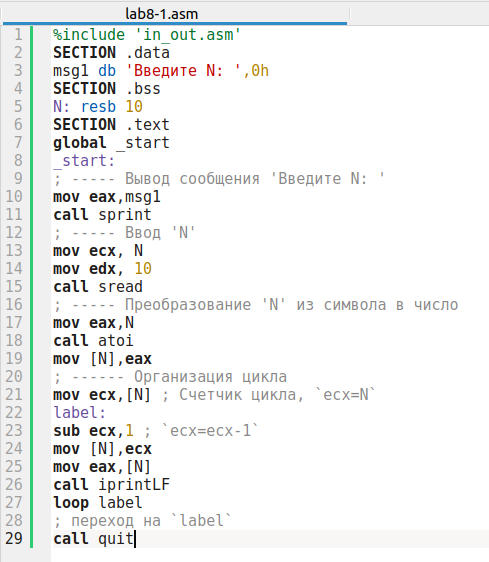 lab8-1.asm
1 %include 'in_out.asm'
2 SECTION .data
3 msg1 db 'Введите N: ',0h
4 SECTION .bss
5 N: resb 10
6 SECTION .text
7 global _start
8 _start:
9 ; ----- Вывод сообщения 'Введите N: '
10 mov eax,msg1
11 call sprint
12 ; ----- Ввод 'N'
13 mov ecx, N
14 mov edx, 10
15 call sread
16 ; ----- Преобразование 'N' из символа в число
17 mov eax,N
18 call atoi
19 mov [N],eax
20 ; ------ Организация цикла
21 mov ecx,[N] ; Счетчик цикла, `ecx=N`
22 label:
23 sub ecx,1 ; `ecx=ecx-1`
24 mov [N],ecx
25 mov eax,[N]
26 call iprintLF
27 loop label
28 ; переход на `label`
29 call quit